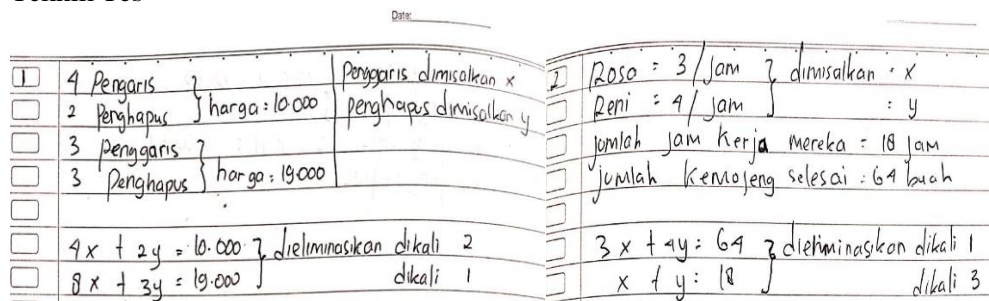 Date:
1 4 Pengaris
2 Penghapus } harga : 10.000
3 penggaris
3 Penghapus } harga : 19.000
Penggaris dimisalkan x
penghapus dimisalkan y
4x + 2y = 10.000 } dieliminasikan dikali 2
8x + 3y = 19.000 dikali 1
2 Rosa : 3 / Jam } dimisalkan : x
Reni : 4 / Jam : y
jumlah jam kerja mereka = 18 jam
jumlah kemojeng selesai : 64 buah
3x + 4y : 64 } dieliminasikan dikali 1
x + y : 18 dikali 3